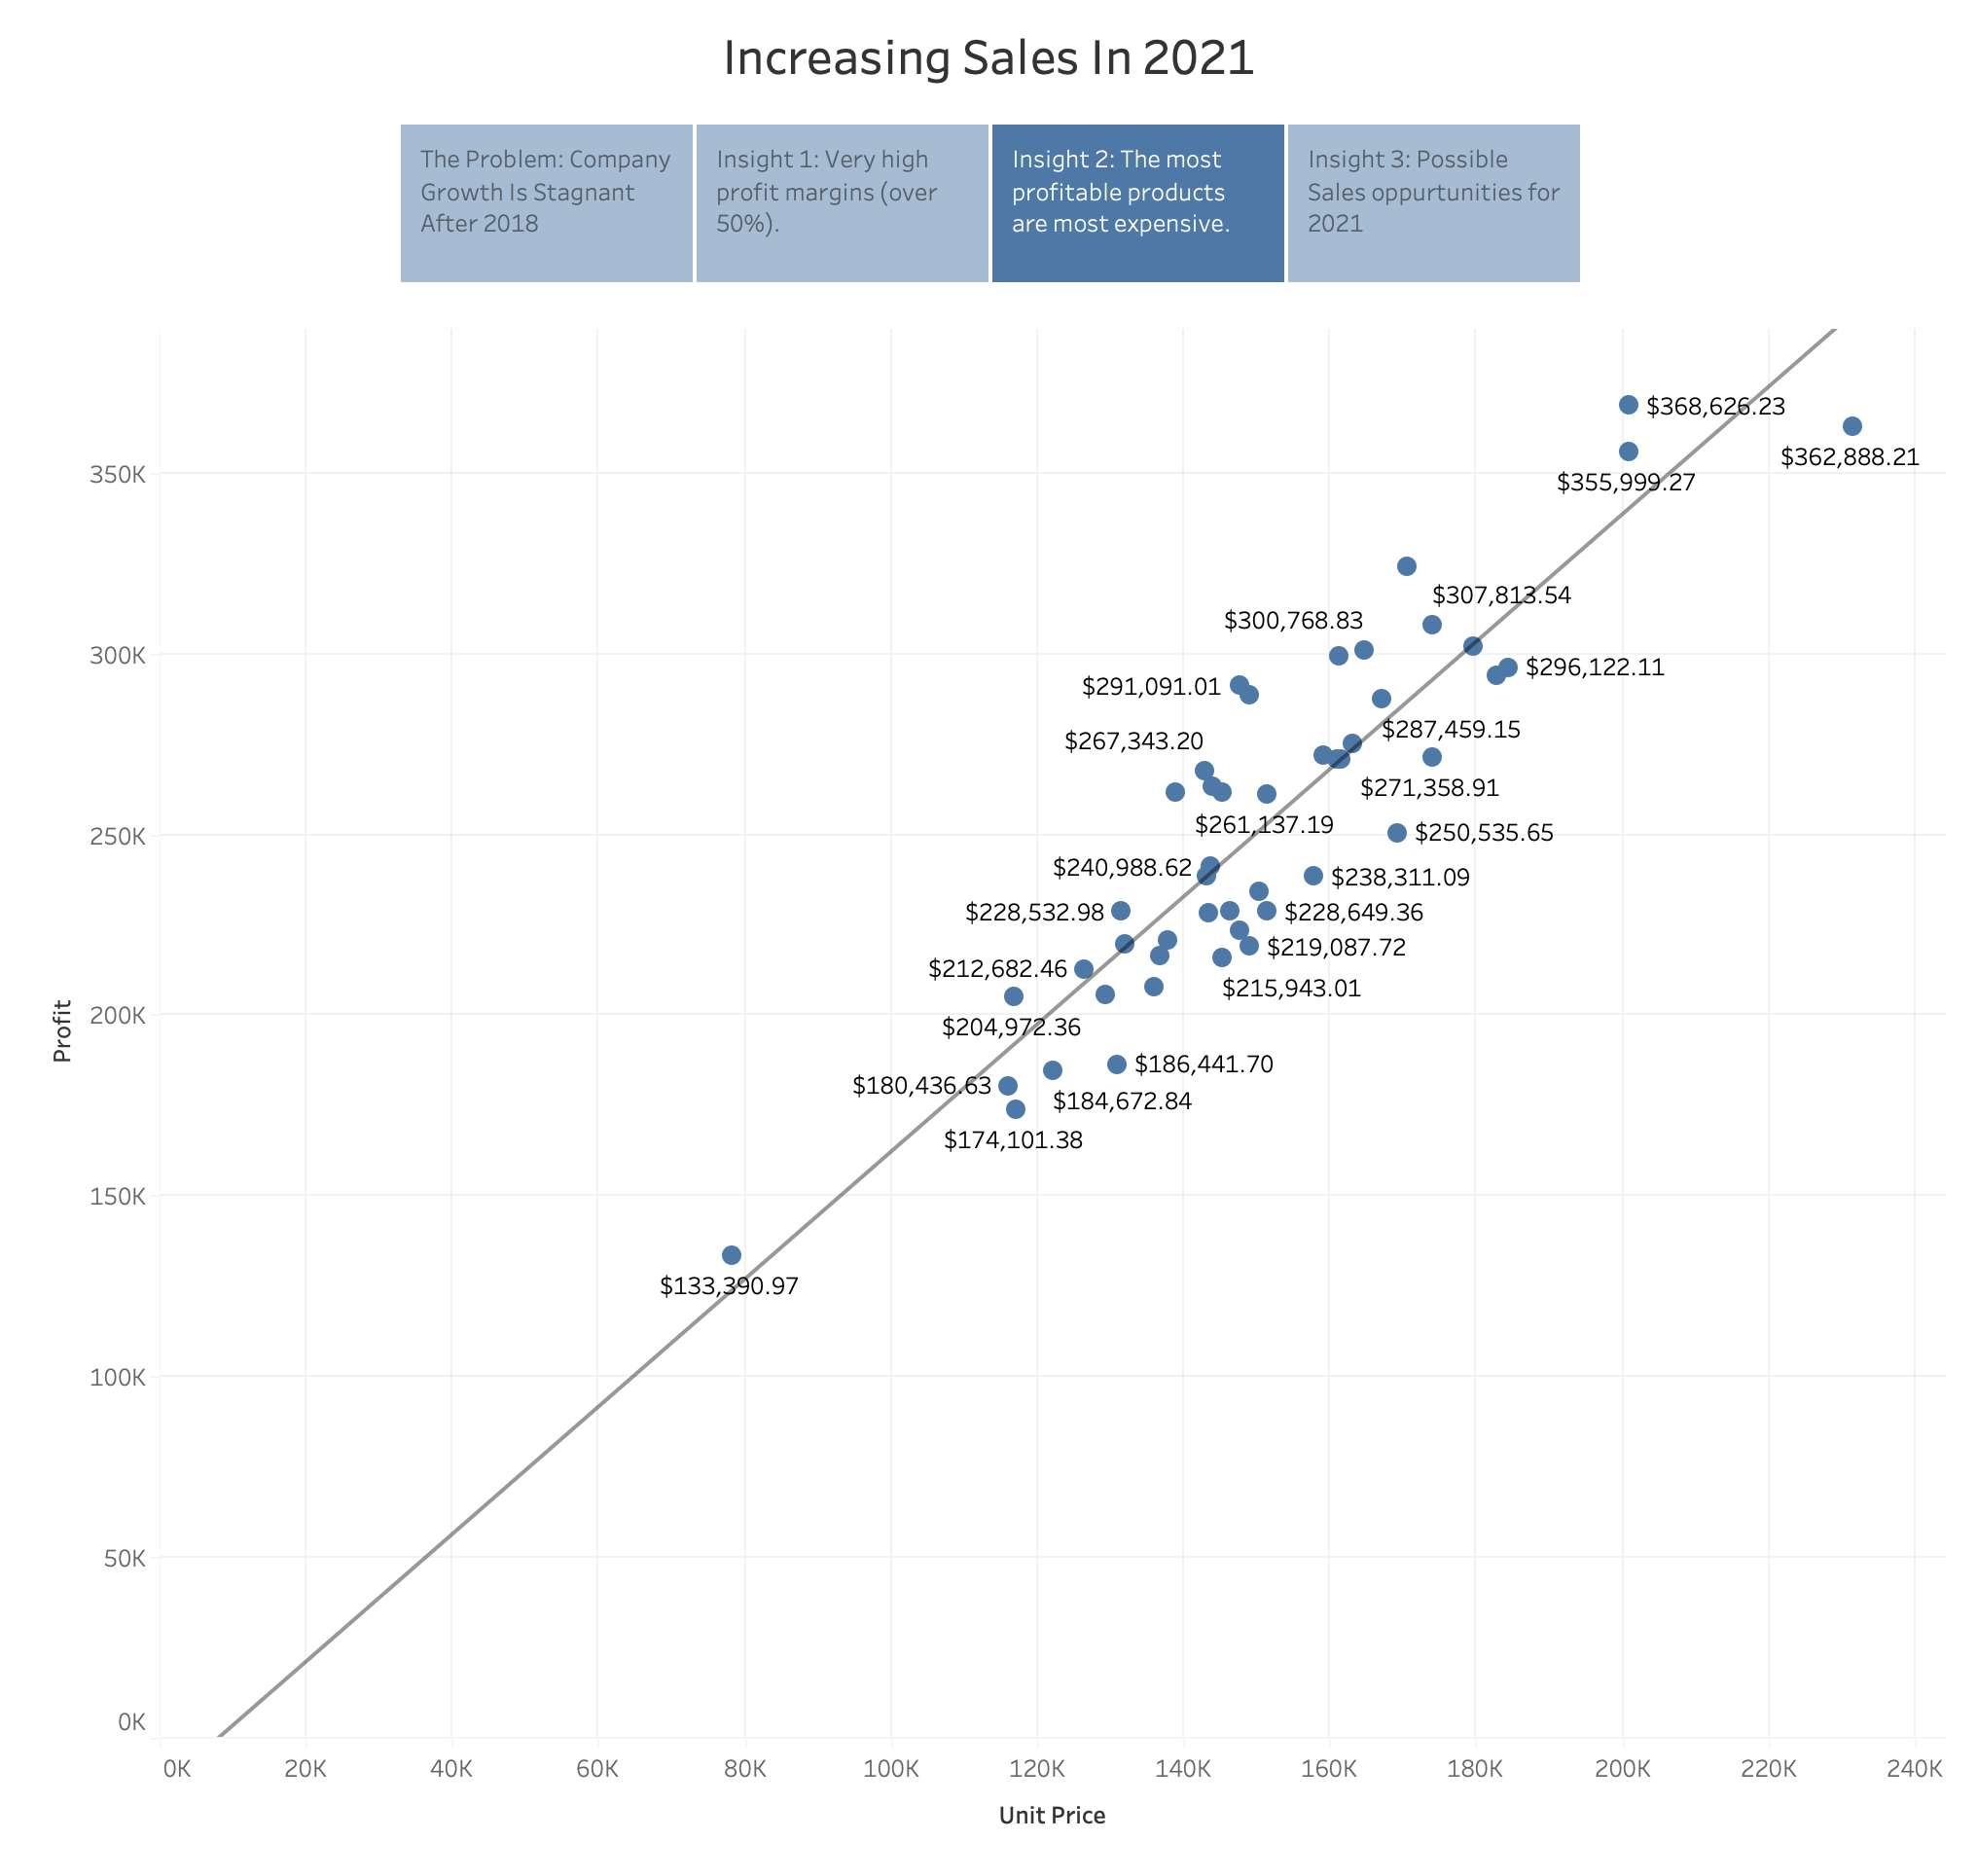 Increasing Sales In 2021
The Problem: Company
Growth Is Stagnant
After 2018
Insight 1: Very high
profit margins (over
50%).
Insight 2: The most
profitable products
are most expensive.
Insight 3: Possible
Sales oppurtunities for
2021
$368,626.23
$362,888.21
350K
$355,999.27
$307,813.54
$300,768.83
300K
$296,122.11
$291,091.01
$287,459.15
$267,343.20
$271,358.91
$261,137.19
250K
$250,535.65
$240,988.62
$238,311.09
$228,532.98
$228,649.36
$219,087.72
$212,682.46
$215,943.01
200K
$204,972.36
Profit
$186,441.70
$180,436.63
$184,672.84
$174,101.38
150K
$133,390.97
100K
50K
0K
0K 20K 40K 60K 80K 100K 120K 140K 160K 180K 200K 220K 240K
Unit Price